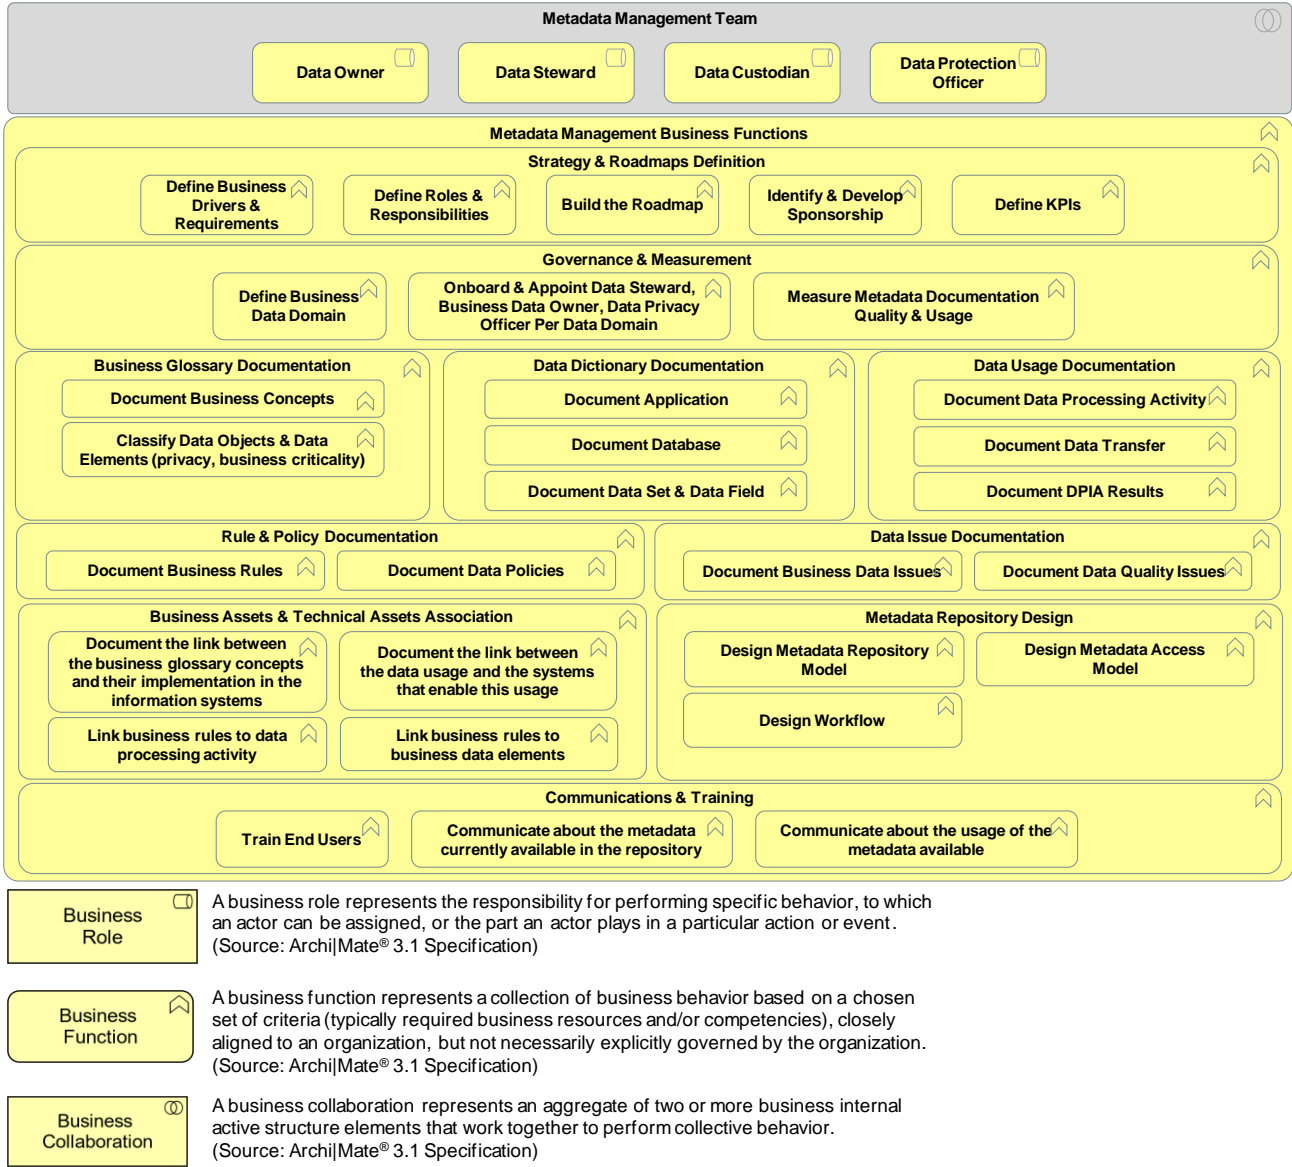 Metadata Management Team
Data Owner
Data Steward
Data Custodian
Data Protection
Officer
Metadata Management Business Functions
Strategy & Roadmaps Definition
Define Business
Drivers &
Requirements
Define Roles &
Responsibilities
Build the Roadmap
Identify & Develop
Sponsorship
Define KPIs
Governance & Measurement
Define Business
Data Domain
Onboard & Appoint Data Steward,
Business Data Owner, Data Privacy
Officer Per Data Domain
Measure Metadata Documentation
Quality & Usage
Business Glossary Documentation
Document Business Concepts
Classify Data Objects & Data
Elements (privacy, business criticality)
Data Dictionary Documentation
Document Application
Document Database
Document Data Set & Data Field
Data Usage Documentation
Document Data Processing Activity
Document Data Transfer
Document DPIA Results
Rule & Policy Documentation
Document Business Rules
Document Data Policies
Data Issue Documentation
Document Business Data Issues
Document Data Quality Issues
Business Assets & Technical Assets Association
Document the link between
the business glossary concepts
and their implementation in the
information systems
Document the link between
the data usage and the systems
that enable this usage
Link business rules to data
processing activity
Link business rules to
business data elements
Metadata Repository Design
Design Metadata Repository
Model
Design Metadata Access
Model
Design Workflow
Communications & Training
Train End Users
Communicate about the metadata
currently available in the repository
Communicate about the usage of the
metadata available
Business
Role
A business role represents the responsibility for performing specific behavior, to which
an actor can be assigned, or the part an actor plays in a particular action or event.
(Source: Archi|Mate® 3.1 Specification)
Business
Function
A business function represents a collection of business behavior based on a chosen
set of criteria (typically required business resources and/or competencies), closely
aligned to an organization, but not necessarily explicitly governed by the organization.
(Source: Archi|Mate® 3.1 Specification)
Business
Collaboration
A business collaboration represents an aggregate of two or more business internal
active structure elements that work together to perform collective behavior.
(Source: Archi|Mate® 3.1 Specification)